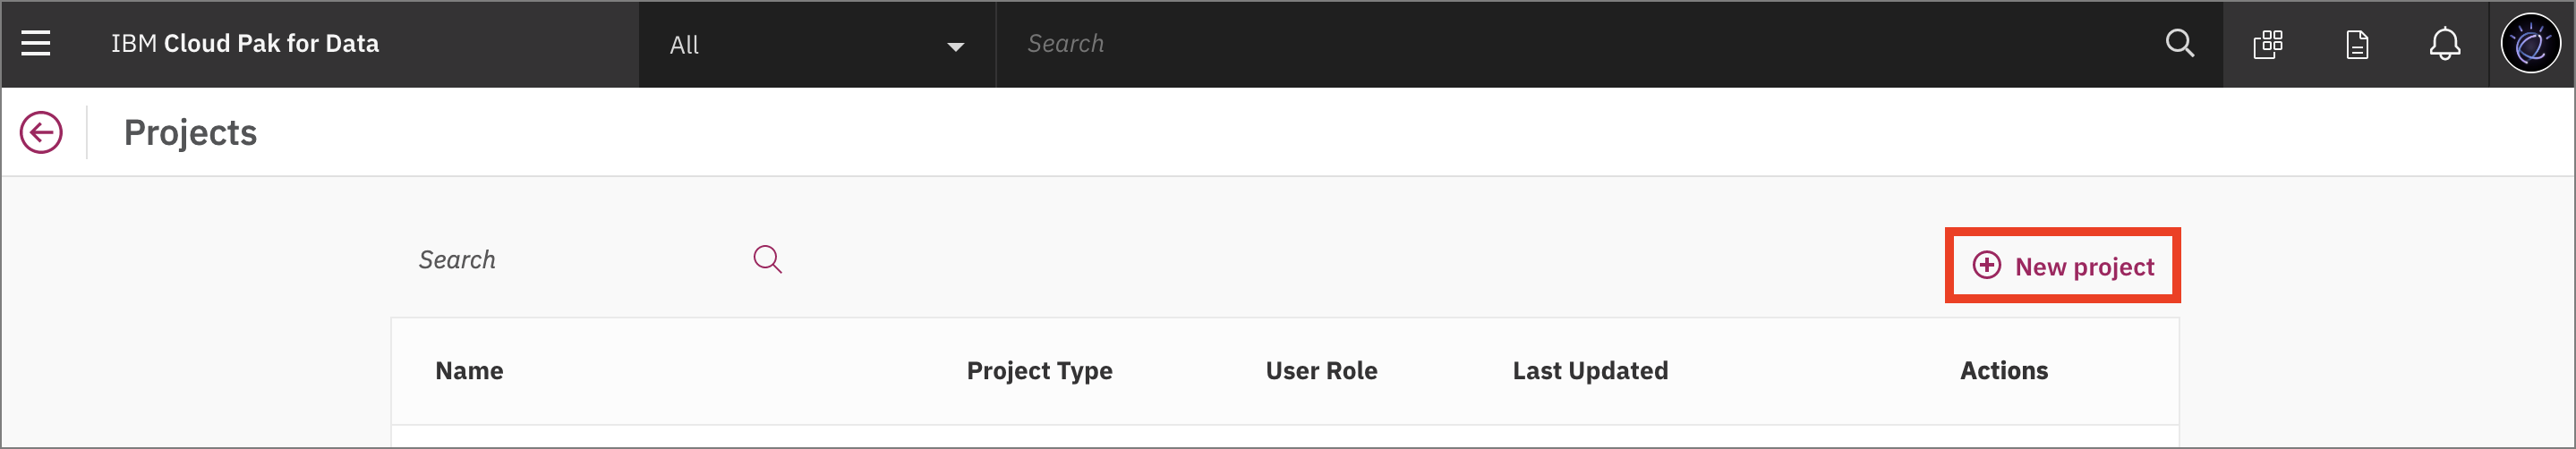 IBM Cloud Pak for Data
All
Search
Projects
Search
New project
Name Project Type User Role Last Updated Actions